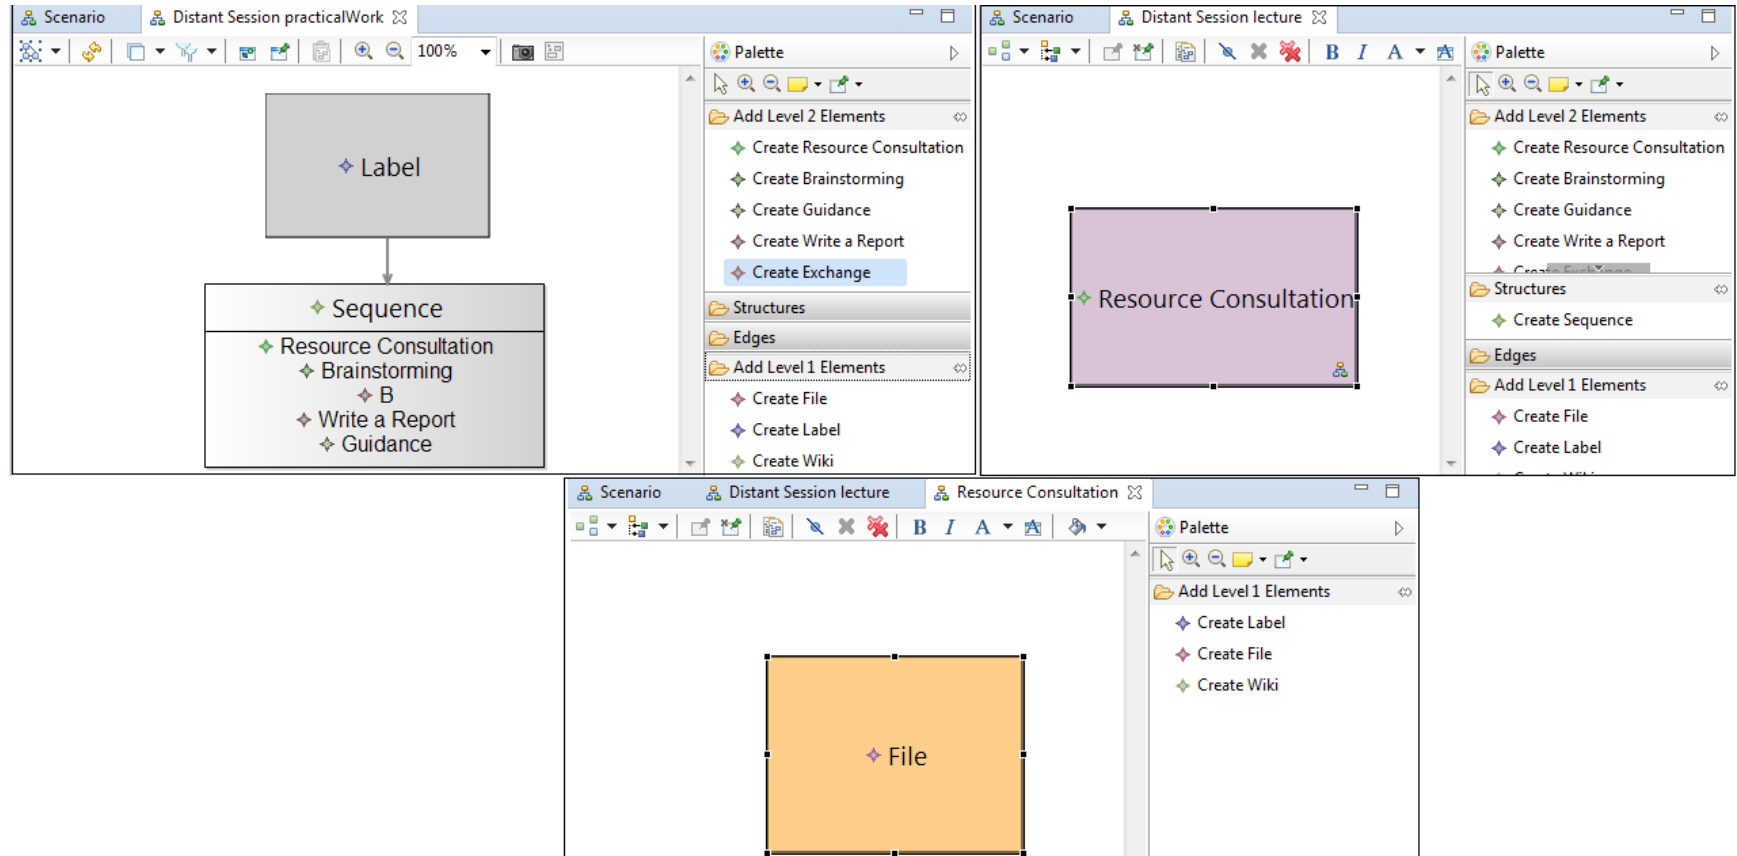 Scenario
Distant Session practicalWork
100%
Palette
Label
Add Level 2 Elements
Create Resource Consultation
Create Brainstorming
Create Guidance
Create Write a Report
Create Exchange
Structures
Edges
Add Level 1 Elements
Create File
Create Label
Create Wiki
Sequence
Resource Consultation
Brainstorming
B
Write a Report
Guidance
Scenario
Distant Session lecture
B I A A
Palette
Resource Consultation
Add Level 2 Elements
Create Resource Consultation
Create Brainstorming
Create Guidance
Create Write a Report
Create Exchange
Structures
Create Sequence
Edges
Add Level 1 Elements
Create File
Create Label
Scenario
Distant Session lecture
Resource Consultation
B I A A
Palette
File
Add Level 1 Elements
Create Label
Create File
Create Wiki